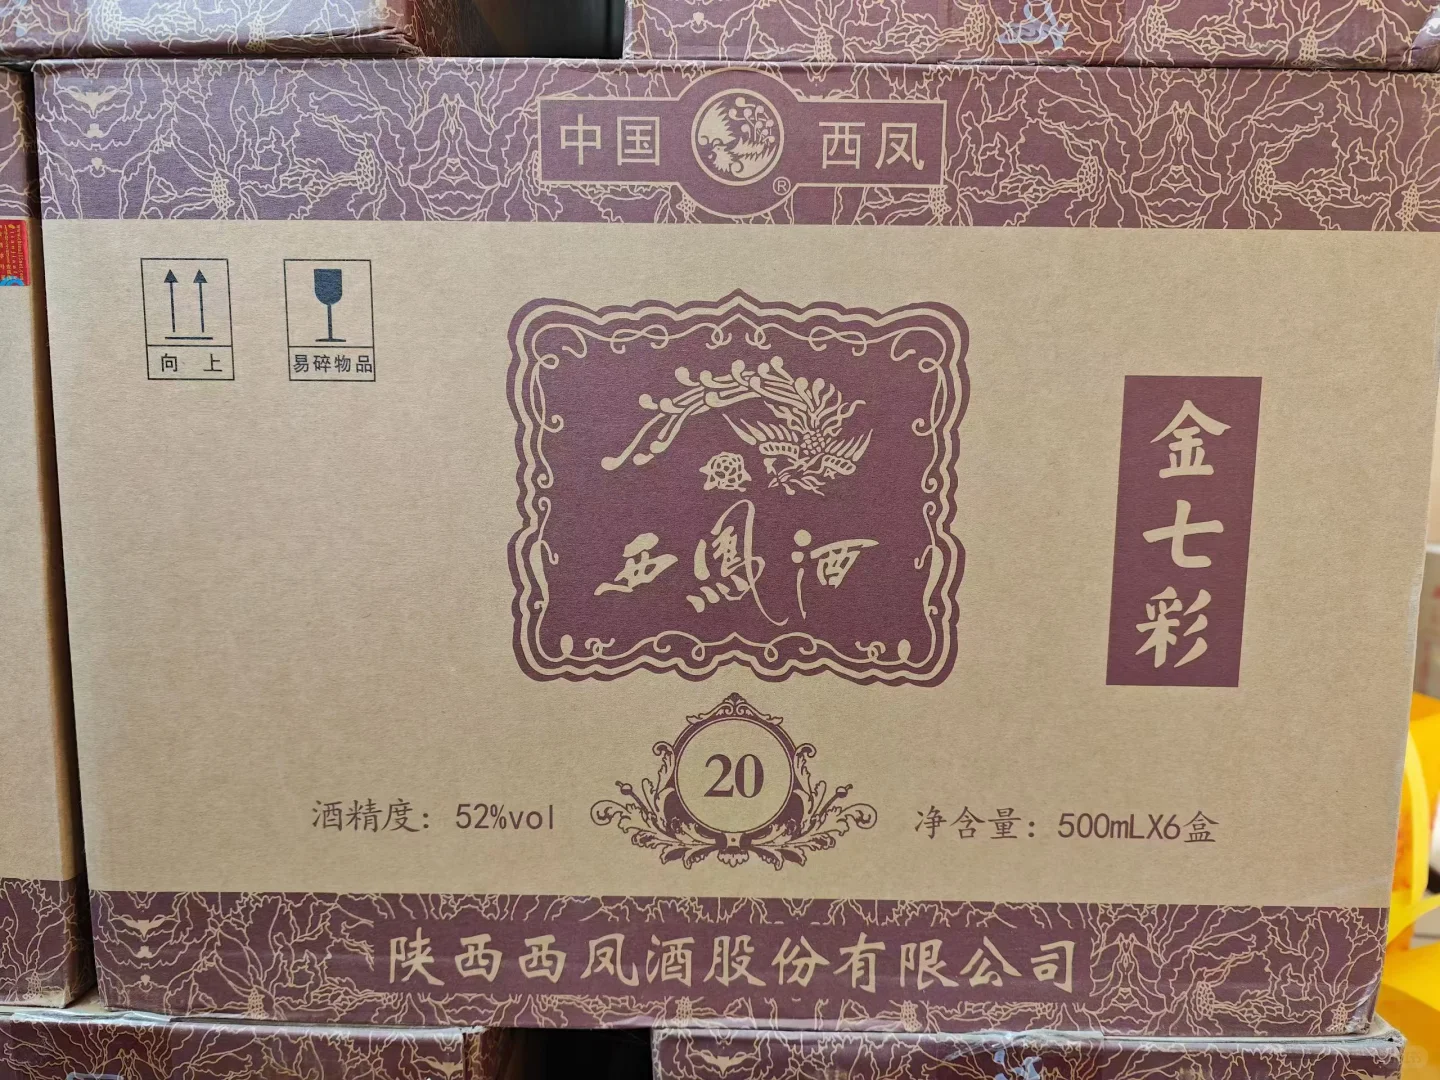 中国 西凤
®
向 上
易碎物品
西鳳酒
金七彩
20
酒精度：52%vol
净含量：500mLX6盒
陕西西凤酒股份有限公司